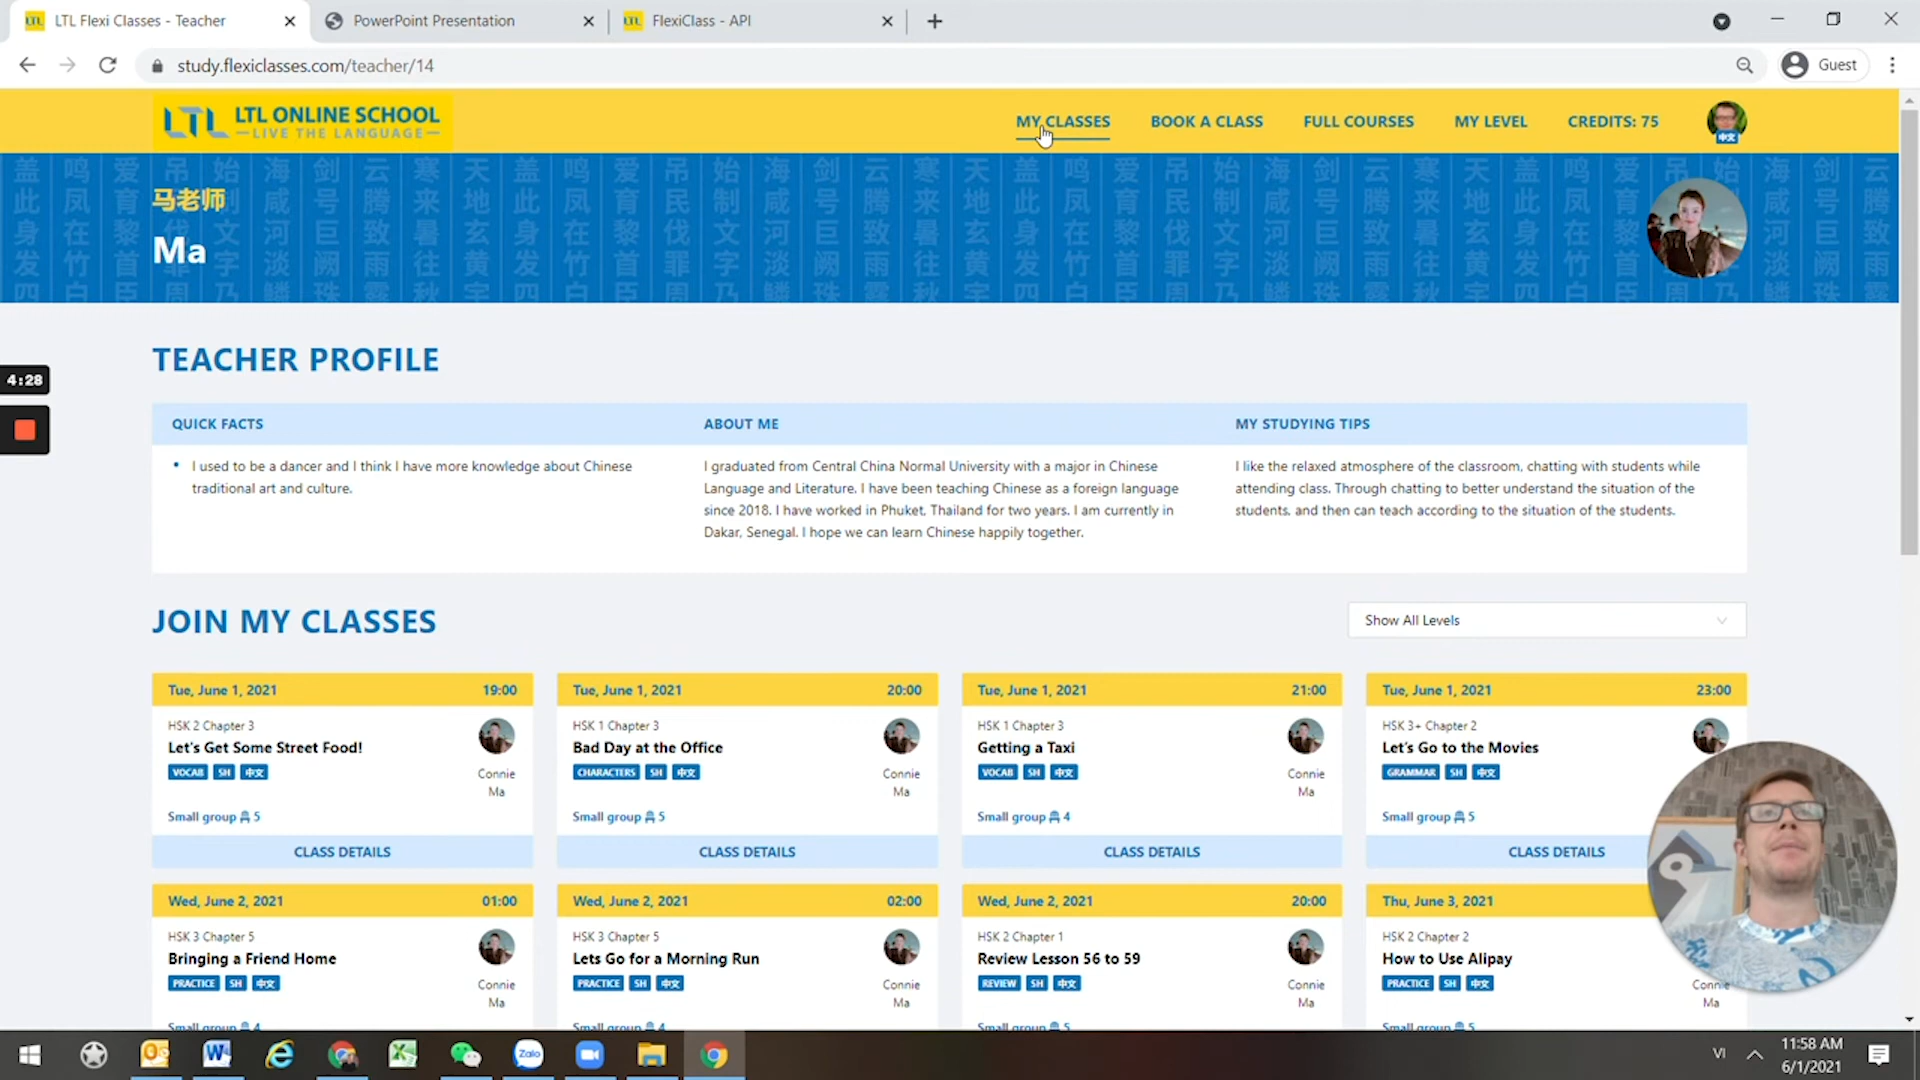 LTL Flexi Classes - Teacher
PowerPoint Presentation
FlexiClass - API
study.flexiclasses.com/teacher/14
Guest
LTL ONLINE SCHOOL
LIVE THE LANGUAGE
MY CLASSES
BOOK A CLASS
FULL COURSES
MY LEVEL
CREDITS: 75
中文
马老师
Ma
4:28
TEACHER PROFILE
QUICK FACTS
I used to be a dancer and I think I have more knowledge about Chinese
traditional art and culture.
ABOUT ME
I graduated from Central China Normal University with a major in Chinese
Language and Literature. I have been teaching Chinese as a foreign language
since 2018. I have worked in Phuket, Thailand for two years. I am currently in
Dakar, Senegal. I hope we can learn Chinese happily together.
MY STUDYING TIPS
I like the relaxed atmosphere of the classroom, chatting with students while
attending class. Through chatting to better understand the situation of the
students, and then can teach according to the situation of the students.
JOIN MY CLASSES
Show All Levels
Tue, June 1, 2021 19:00
HSK 2 Chapter 3
Let's Get Some Street Food!
VOCAB SH 中文
Connie
Ma
Small group 5
CLASS DETAILS
Tue, June 1, 2021 20:00
HSK 1 Chapter 3
Bad Day at the Office
CHARACTERS SH 中文
Connie
Ma
Small group 5
CLASS DETAILS
Tue, June 1, 2021 21:00
HSK 1 Chapter 3
Getting a Taxi
VOCAB SH 中文
Connie
Ma
Small group 4
CLASS DETAILS
Tue, June 1, 2021 23:00
HSK 3+ Chapter 2
Let's Go to the Movies
GRAMMAR SH 中文
Small group 5
CLASS DETAILS
Wed, June 2, 2021 01:00
HSK 3 Chapter 5
Bringing a Friend Home
PRACTICE SH 中文
Connie
Ma
Small group 4
Wed, June 2, 2021 02:00
HSK 3 Chapter 5
Lets Go for a Morning Run
PRACTICE SH 中文
Connie
Ma
Small group 4
Wed, June 2, 2021 20:00
HSK 2 Chapter 1
Review Lesson 56 to 59
REVIEW SH 中文
Connie
Ma
Small group 5
Thu, June 3, 2021
HSK 2 Chapter 2
How to Use Alipay
PRACTICE SH 中文
Connie
Ma
Small group 5
Zalo
VI
11:58 AM
6/1/2021